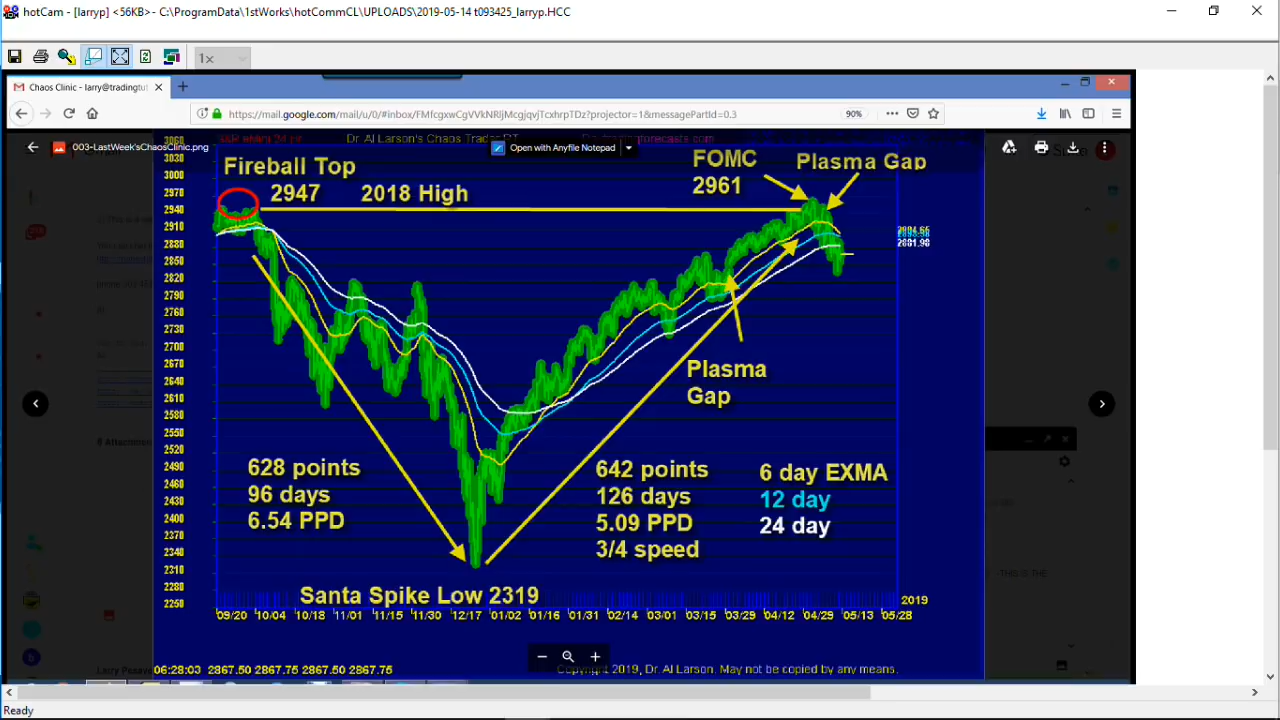 hotCam - [larryp] <56KB>- C:\ProgramData\1stWorks\hotCommCL\UPLOADS\2019-05-14 t093425_larryp.HCC
1x
Chaos Clinic - larry@tradingtut
https://mail.google.com/mail/u/0/#inbox/FMfcgxwCgVVkNRljMcgjqvjTcxhrpTDz?projector=1&messagePartId=0.3
90%
Dr. Al Larson's Chaos Trader
003-LastWeek'sChaosClinic.png
Open with Anyfile Notepad
Fireball Top
2947
2018 High
FOMC
2961
Plasma Gap
3060
3030
3000
2970
2940
2910
2880
2850
2820
2790
2760
2730
2700
2670
2640
2610
2580
2550
2520
2490
2460
2430
2400
2370
2340
2310
2280
2250
2881.98
Plasma
Gap
628 points
96 days
6.54 PPD
642 points
126 days
5.09 PPD
3/4 speed
6 day EXMA
12 day
24 day
Santa Spike Low 2319
2019
09/20 10/04 10/18 11/01 11/15 11/30 12/17 01/02 01/16 01/31 02/14 03/01 03/15 03/29 04/12 04/29 05/13 05/28
06:28:03 2867.50 2867.75 2867.50 2867.75
Copyright 2019, Dr. Al Larson. May not be copied by any means.
Attachm
THIS IS THE
Larry Pesave
Ready